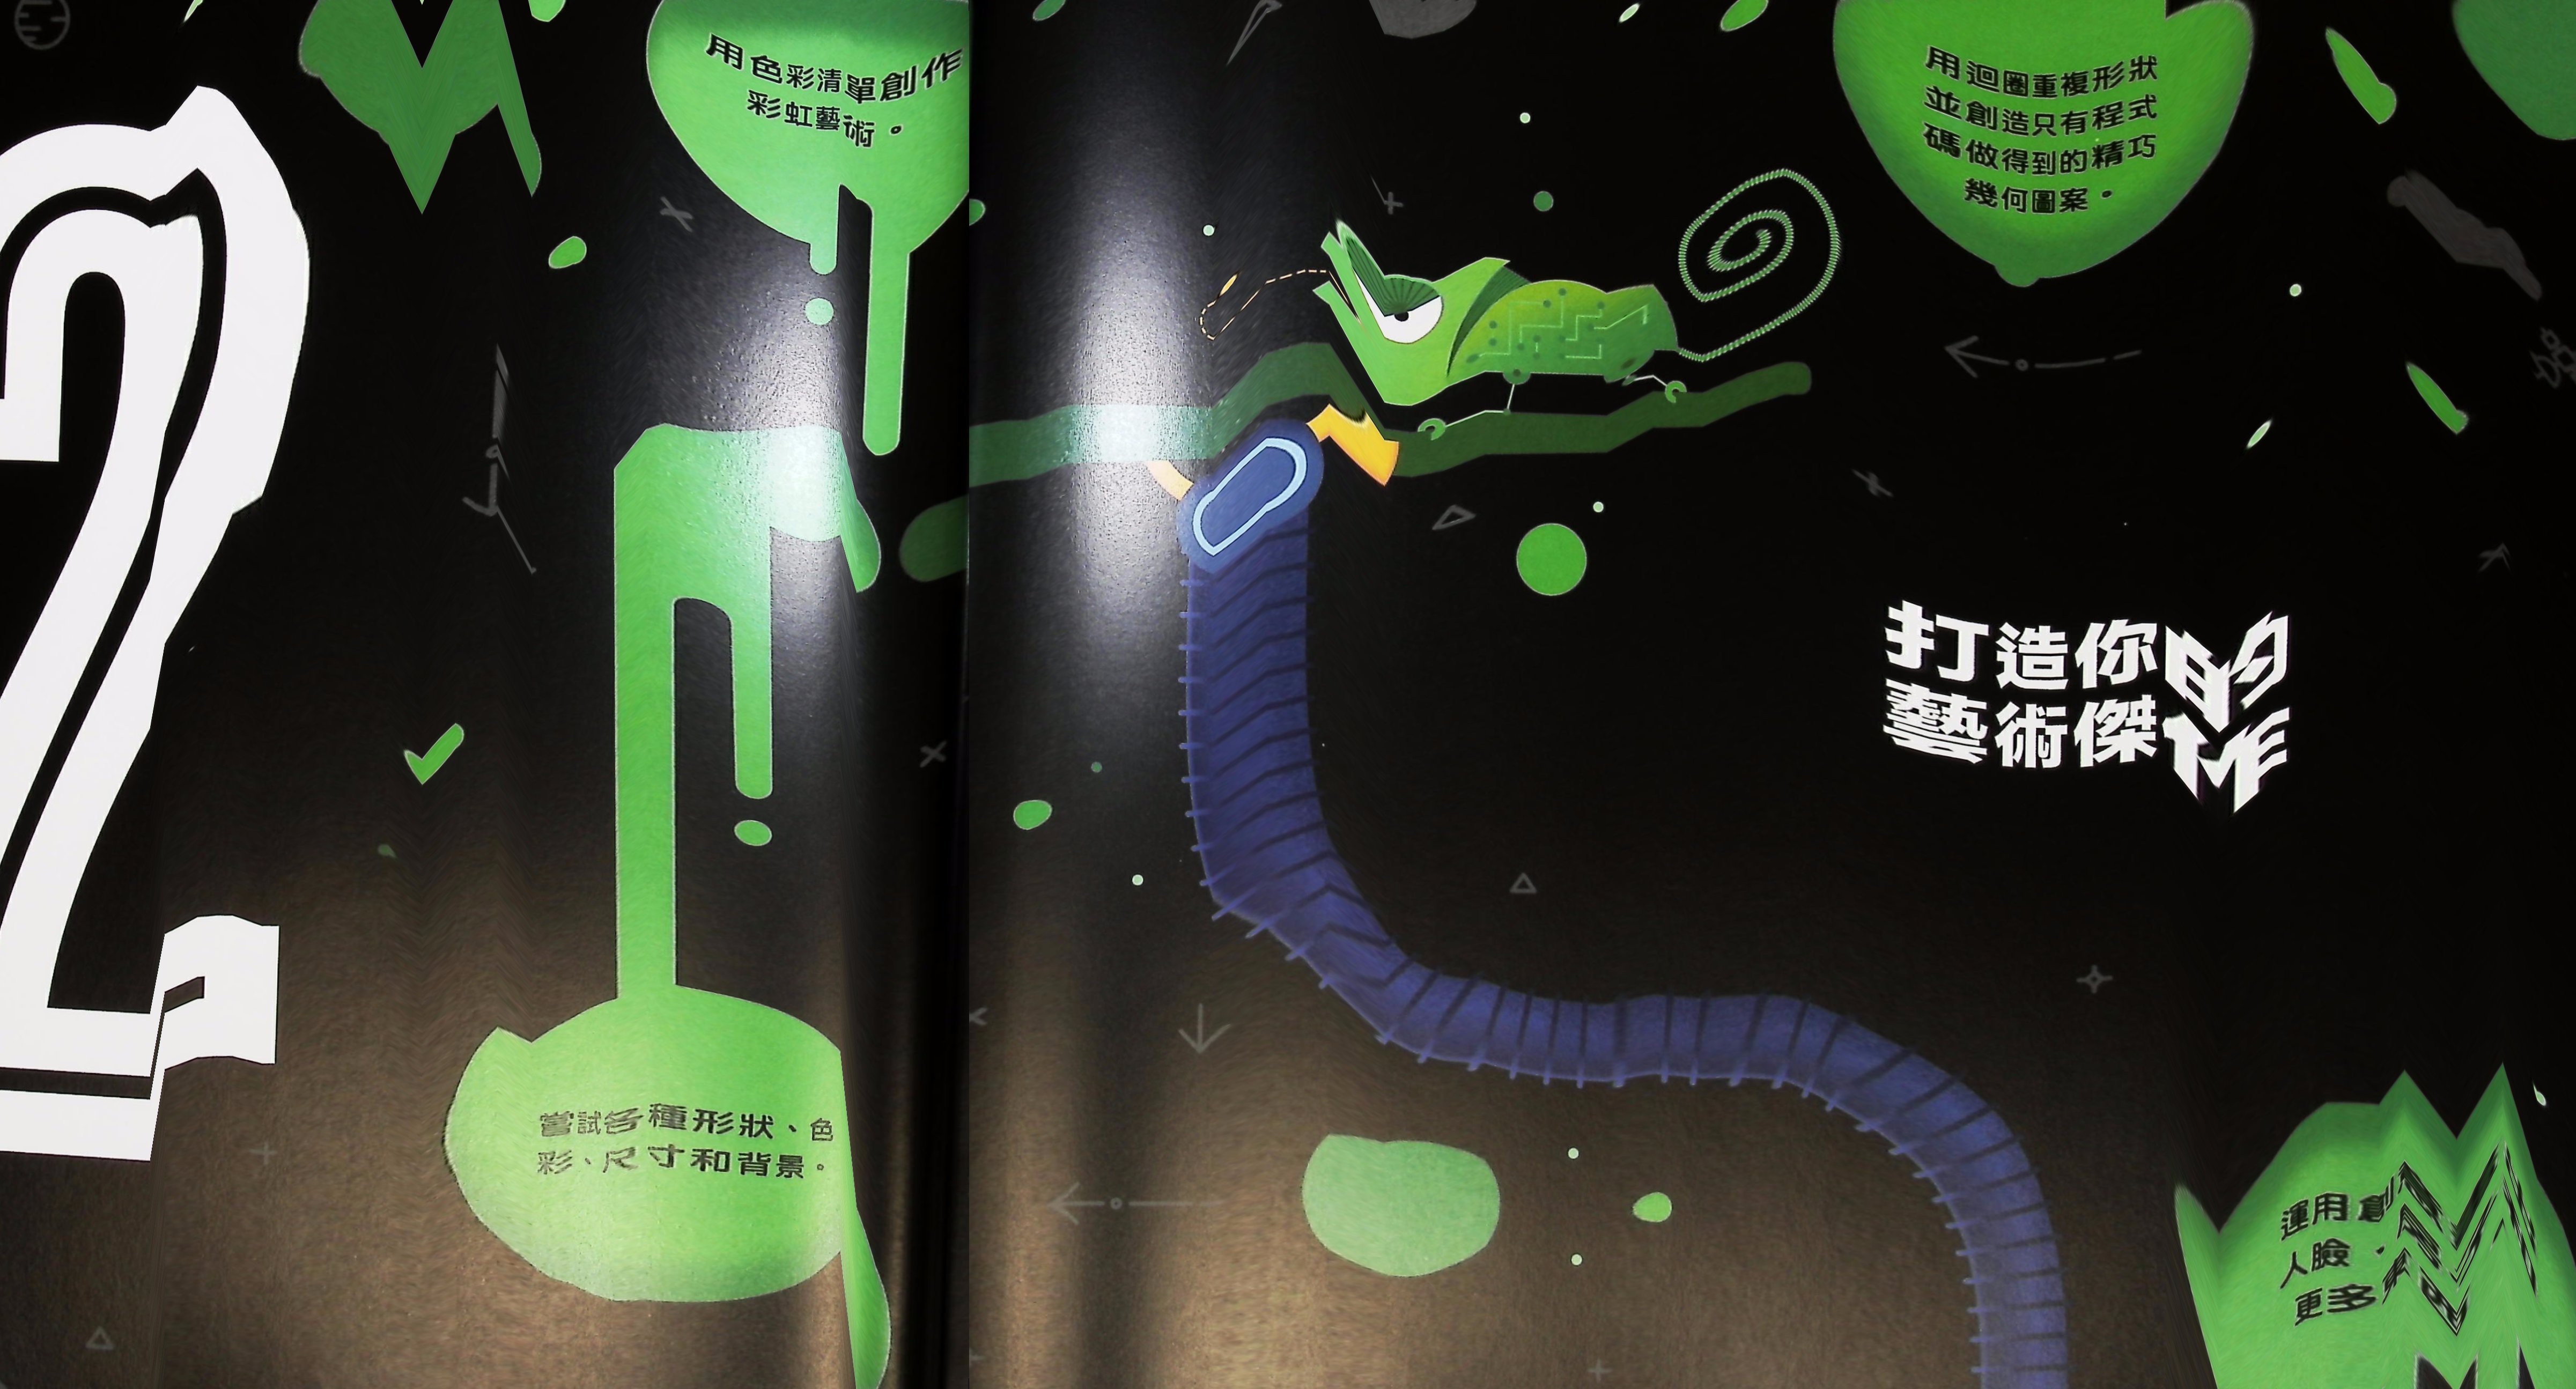 2
用色彩清單創作
彩虹藝術。
嘗試各種形狀、色
彩、尺寸和背景。
用迴圈重複形狀
並創造只有程式
碼做得到的精巧
幾何圖案。
打造你的
藝術傑作
運用創
人臉、
更多